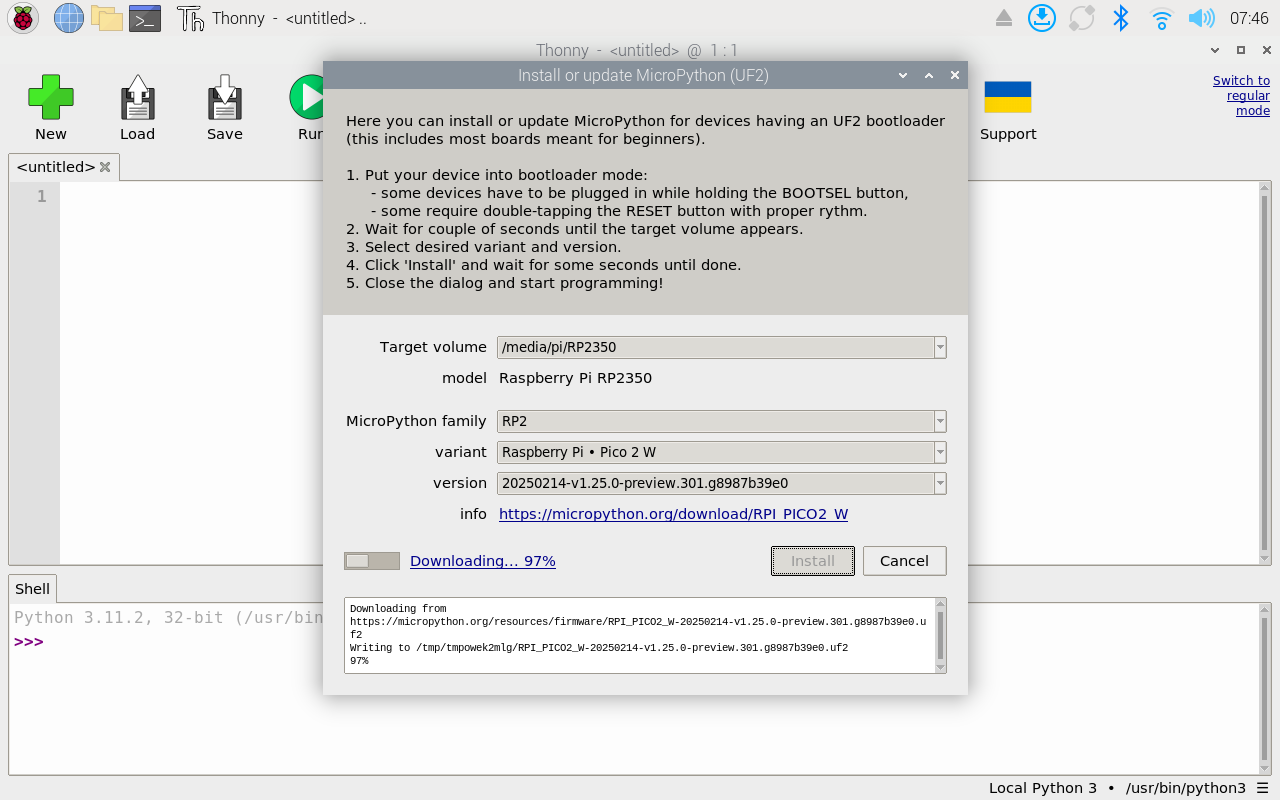 Thonny - <untitled> ..
07:46
Thonny - <untitled> @ 1 : 1
Install or update MicroPython (UF2)
New
Load
Save
Run
Support
Switch to
regular
mode
<untitled>
1
Here you can install or update MicroPython for devices having an UF2 bootloader
(this includes most boards meant for beginners).
1. Put your device into bootloader mode:
- some devices have to be plugged in while holding the BOOTSEL button,
- some require double-tapping the RESET button with proper rythm.
2. Wait for couple of seconds until the target volume appears.
3. Select desired variant and version.
4. Click 'Install' and wait for some seconds until done.
5. Close the dialog and start programming!
Target volume /media/pi/RP2350
model Raspberry Pi RP2350
MicroPython family RP2
variant Raspberry Pi • Pico 2 W
version 20250214-v1.25.0-preview.301.g8987b39e0
info https://micropython.org/download/RPI_PICO2_W
Downloading... 97% Install Cancel
Downloading from
https://micropython.org/resources/firmware/RPI_PICO2_W-20250214-v1.25.0-preview.301.g8987b39e0.u
f2
Writing to /tmp/tmpowek2mlg/RPI_PICO2_W-20250214-v1.25.0-preview.301.g8987b39e0.uf2
97%
Shell
Python 3.11.2, 32-bit (/usr/bin
>>>
Local Python 3 • /usr/bin/python3 ☰